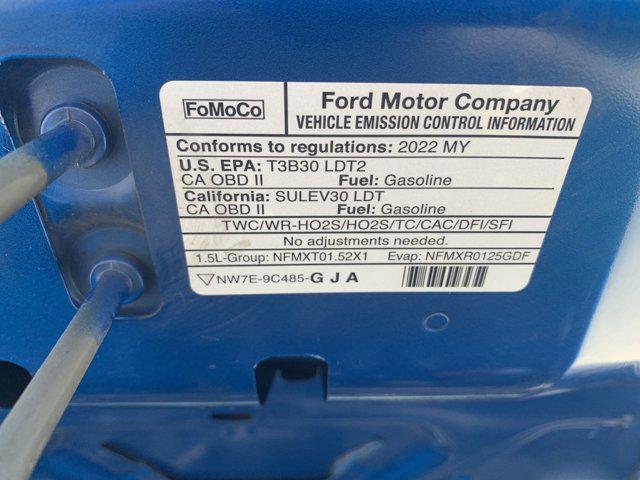 FoMoCo
Ford Motor Company
VEHICLE EMISSION CONTROL INFORMATION
Conforms to regulations: 2022 MY
U.S. EPA: T3B30 LDT2
CA OBD II Fuel: Gasoline
California: SULEV30 LDT
CA OBD II Fuel: Gasoline
TWC/WR-HO2S/HO2S/TC/CAC/DFI/SFI
No adjustments needed.
1.5L-Group: NFMXT01.52X1 Evap: NFMXR0125GDF
NW7E-9C485-G J A